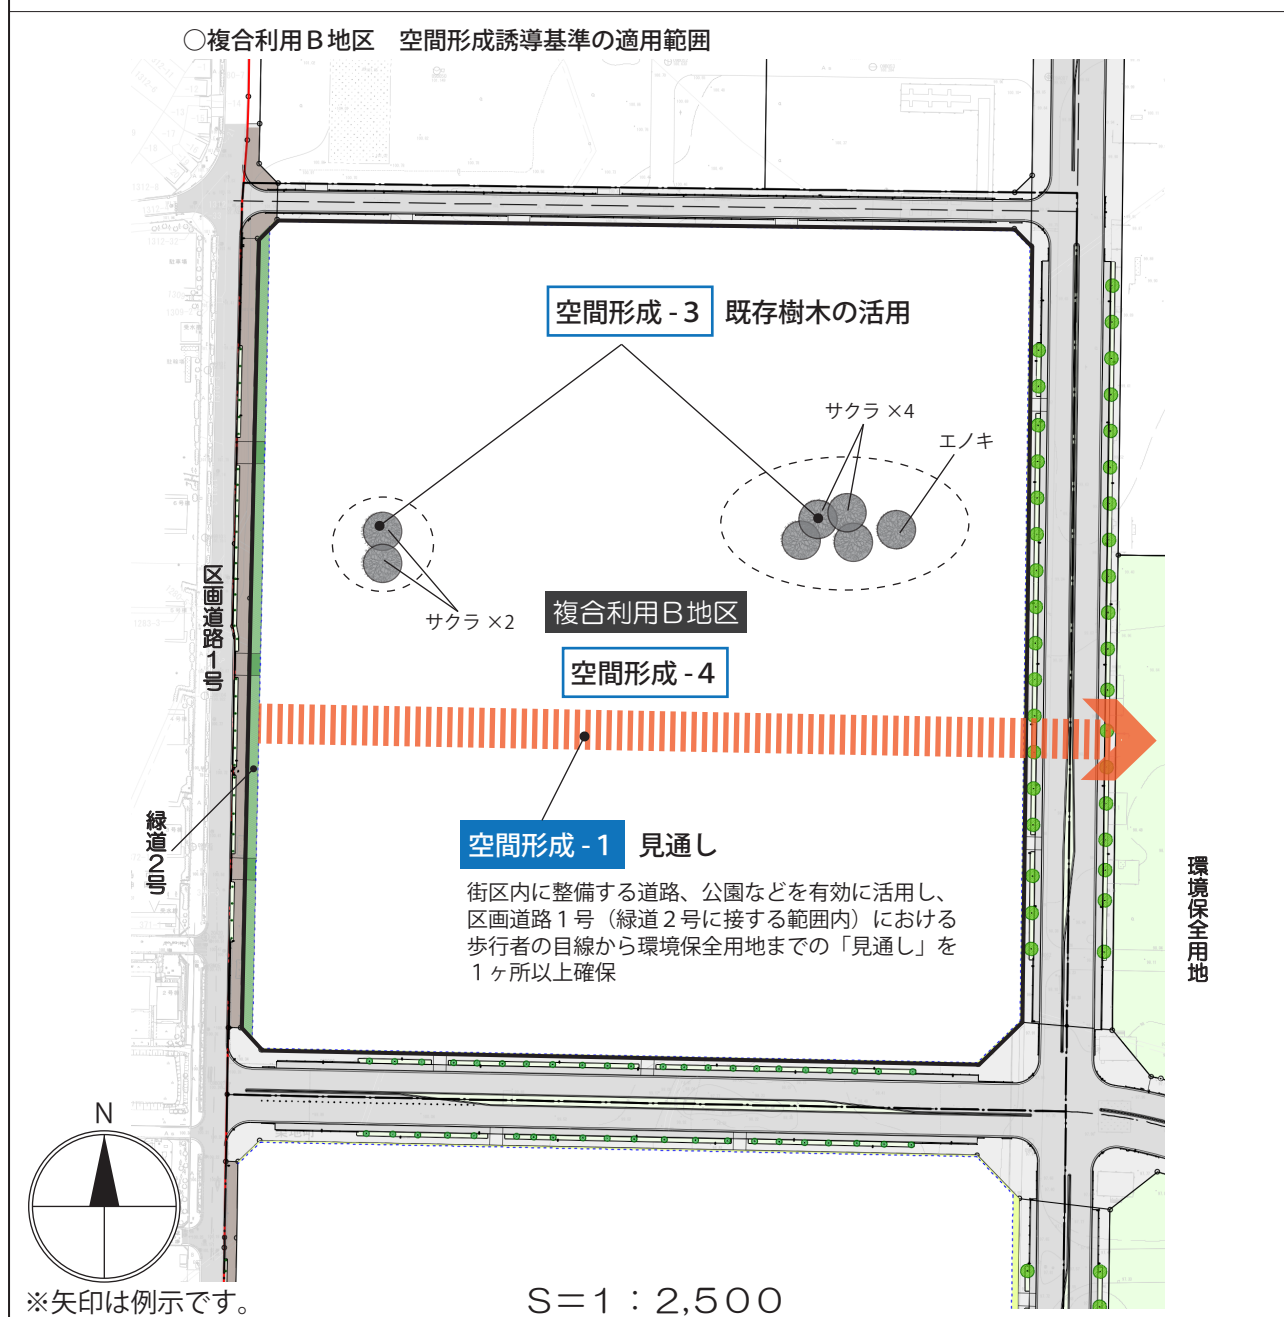 ○複合利用B地区　空間形成誘導基準の適用範囲
空間形成-3　既存樹木の活用
サクラ×4
エノキ
サクラ×2
複合利用B地区
空間形成-4
区画道路1号
緑道2号
空間形成-1　見通し
街区内に整備する道路、公園などを有効に活用し、
区画道路１号（緑道２号に接する範囲内）における
歩行者の目線から環境保全用地までの「見通し」を
１ヶ所以上確保
環境保全用地
N
※矢印は例示です。
S＝1：2,500